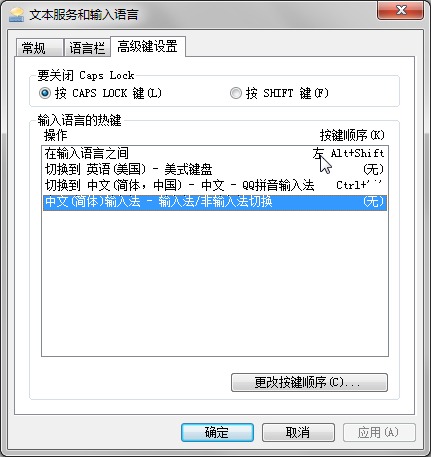 文本服务和输入语言
常规 语言栏 高级键设置
要关闭 Caps Lock
按 CAPS LOCK 键(L) 按 SHIFT 键(F)
输入语言的热键
操作 按键顺序(K)
在输入语言之间 左 Alt+Shift
切换到 英语(美国) - 美式键盘 (无)
切换到 中文(简体，中国) - 中文 - QQ拼音输入法 Ctrl+
中文(简体)输入法 - 输入法/非输入法切换 (无)
更改按键顺序(C)...
确定 取消 应用(A)